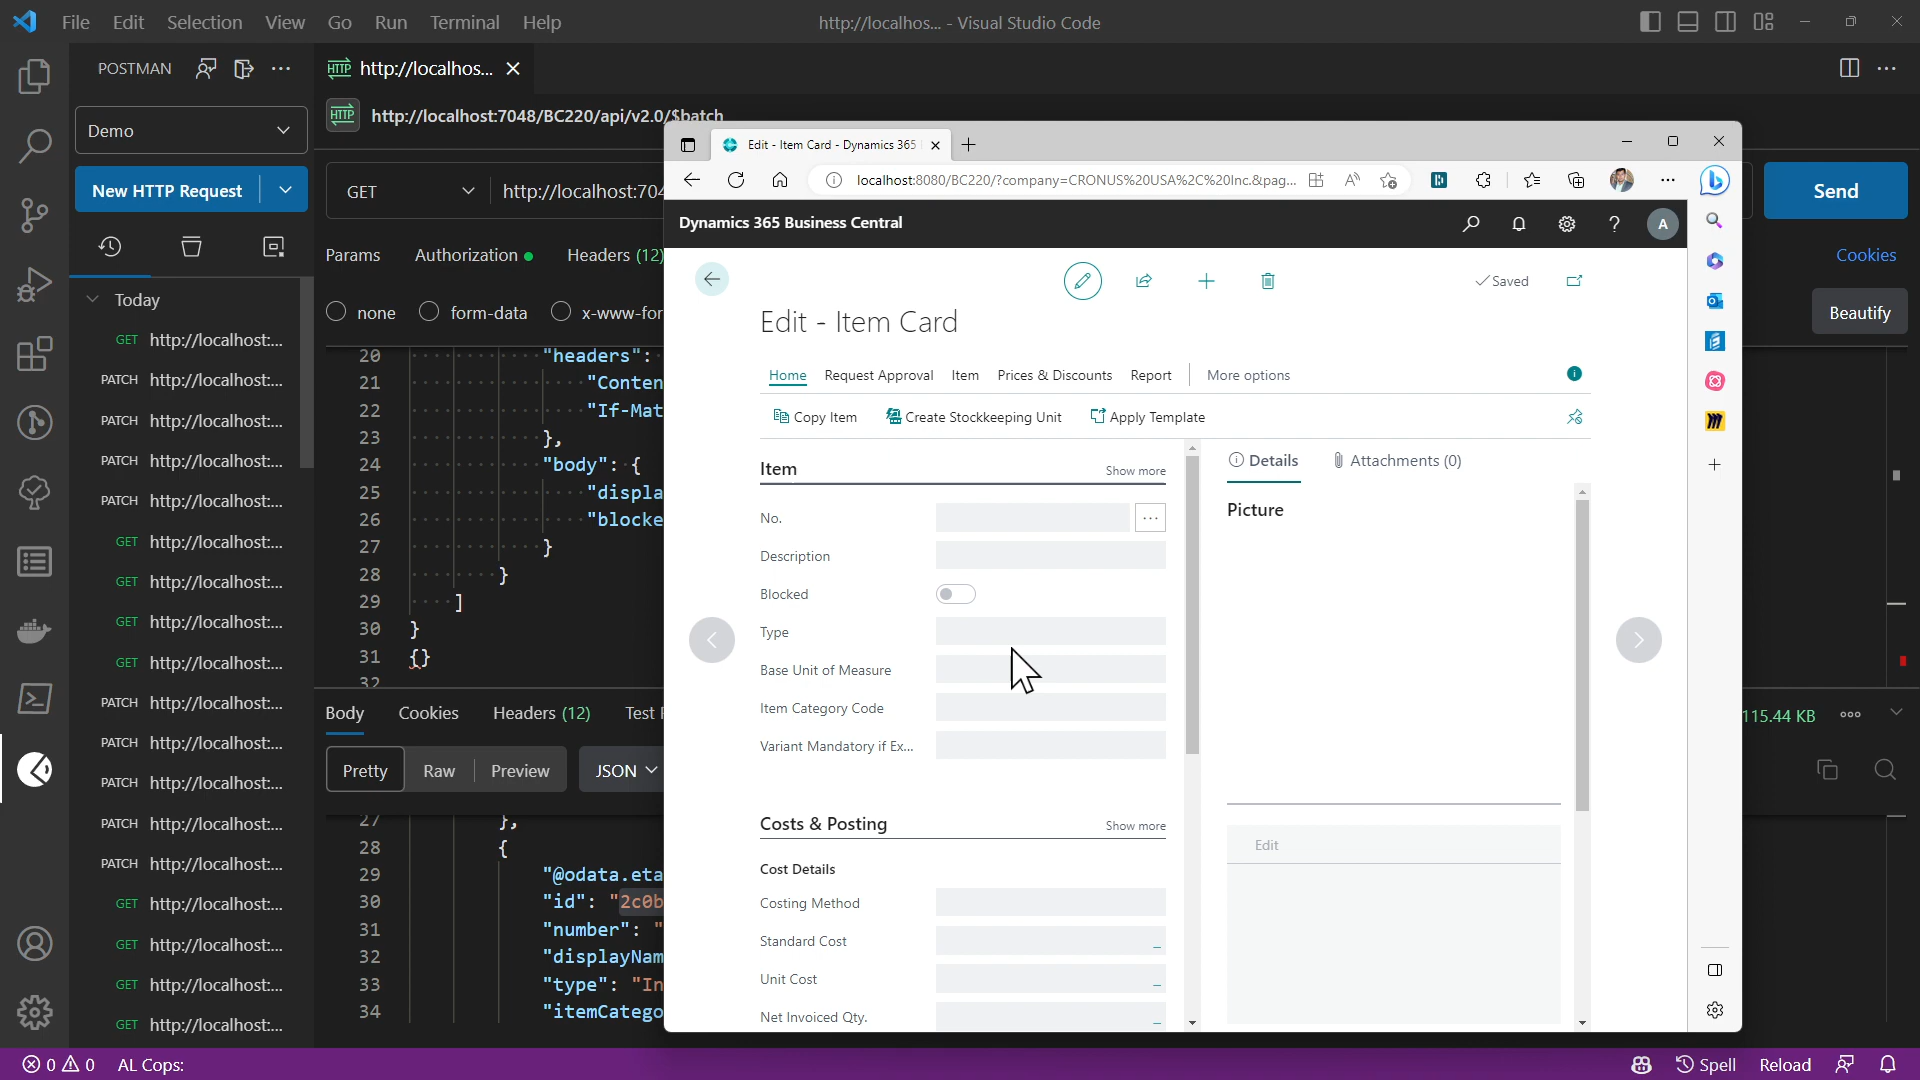 File Edit Selection View Go Run Terminal Help
http://localhos... - Visual Studio Code
POSTMAN
http://localhos...
Demo
http://localhost:7048/BC220/api/v2.0/$batch
New HTTP Request
GET
http://localhost:704
Send
Params Authorization Headers (12)
Cookies
none form-data x-www-for
Beautify
Today
GET http://localhost:...
PATCH http://localhost:...
PATCH http://localhost:...
PATCH http://localhost:...
PATCH http://localhost:...
GET http://localhost:...
GET http://localhost:...
GET http://localhost:...
GET http://localhost:...
PATCH http://localhost:...
PATCH http://localhost:...
PATCH http://localhost:...
PATCH http://localhost:...
PATCH http://localhost:...
GET http://localhost:...
GET http://localhost:...
GET http://localhost:...
GET http://localhost:...
20 "headers":
21 "Conten
22 "If-Mat
23 },
24 "body": {
25 "displa
26 "blocke
27 }
28 }
29 ]
30 }
31 {}
32
Body Cookies Headers (12)
115.44 KB
Pretty Raw Preview JSON
27 },
28 {
29 "@odata.eta
30 "id": "2c0b
31 "number": "
32 "displayNam
33 "type": "In
34 "itemCatego
Edit - Item Card - Dynamics 365
localhost:8080/BC220/?company=CRONUS%20USA%2C%20Inc.&pag...
Dynamics 365 Business Central
A
Saved
Edit - Item Card
Home Request Approval Item Prices & Discounts Report More options
Copy Item Create Stockkeeping Unit Apply Template
Item
Show more
No.
Description
Blocked
Type
Base Unit of Measure
Item Category Code
Variant Mandatory if Ex...
Costs & Posting
Show more
Cost Details
Costing Method
Standard Cost
Unit Cost
Net Invoiced Qty.
Details Attachments (0)
Picture
Edit
0 0 AL Cops:
Spell Reload